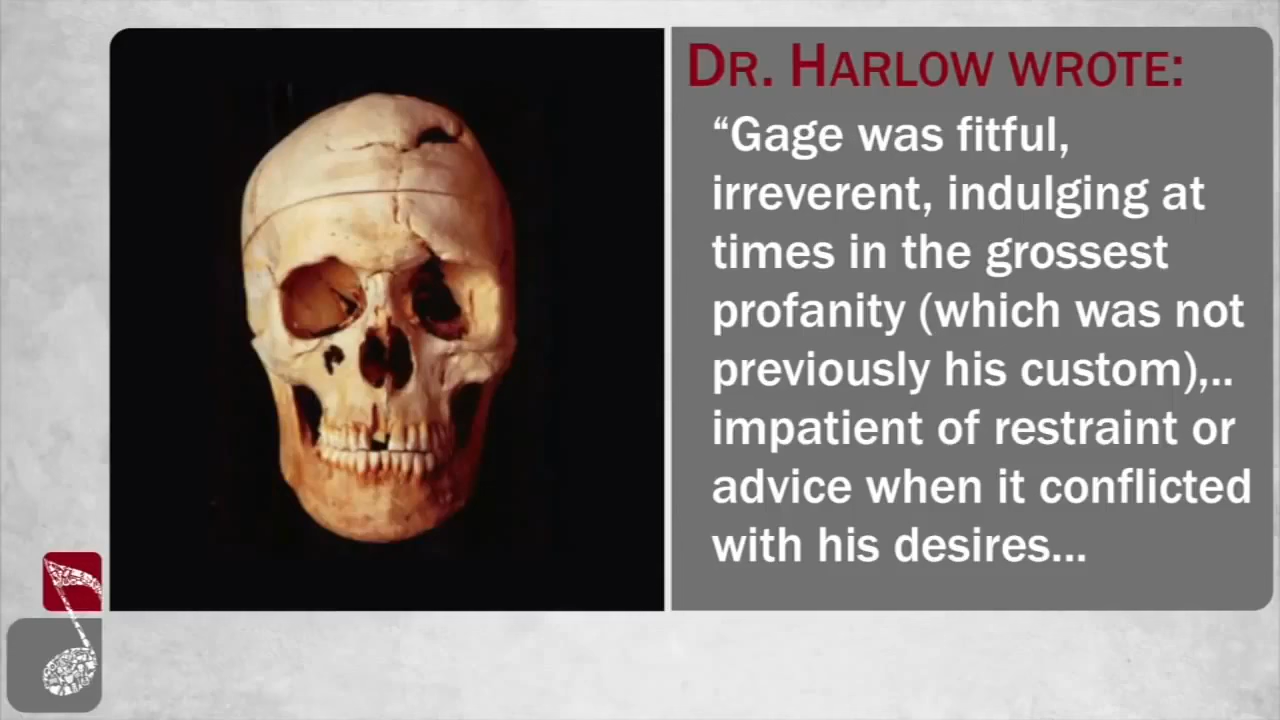 DR. HARLOW WROTE:
“Gage was fitful,
irreverent, indulging at
times in the grossest
profanity (which was not
previously his custom),..
impatient of restraint or
advice when it conflicted
with his desires...